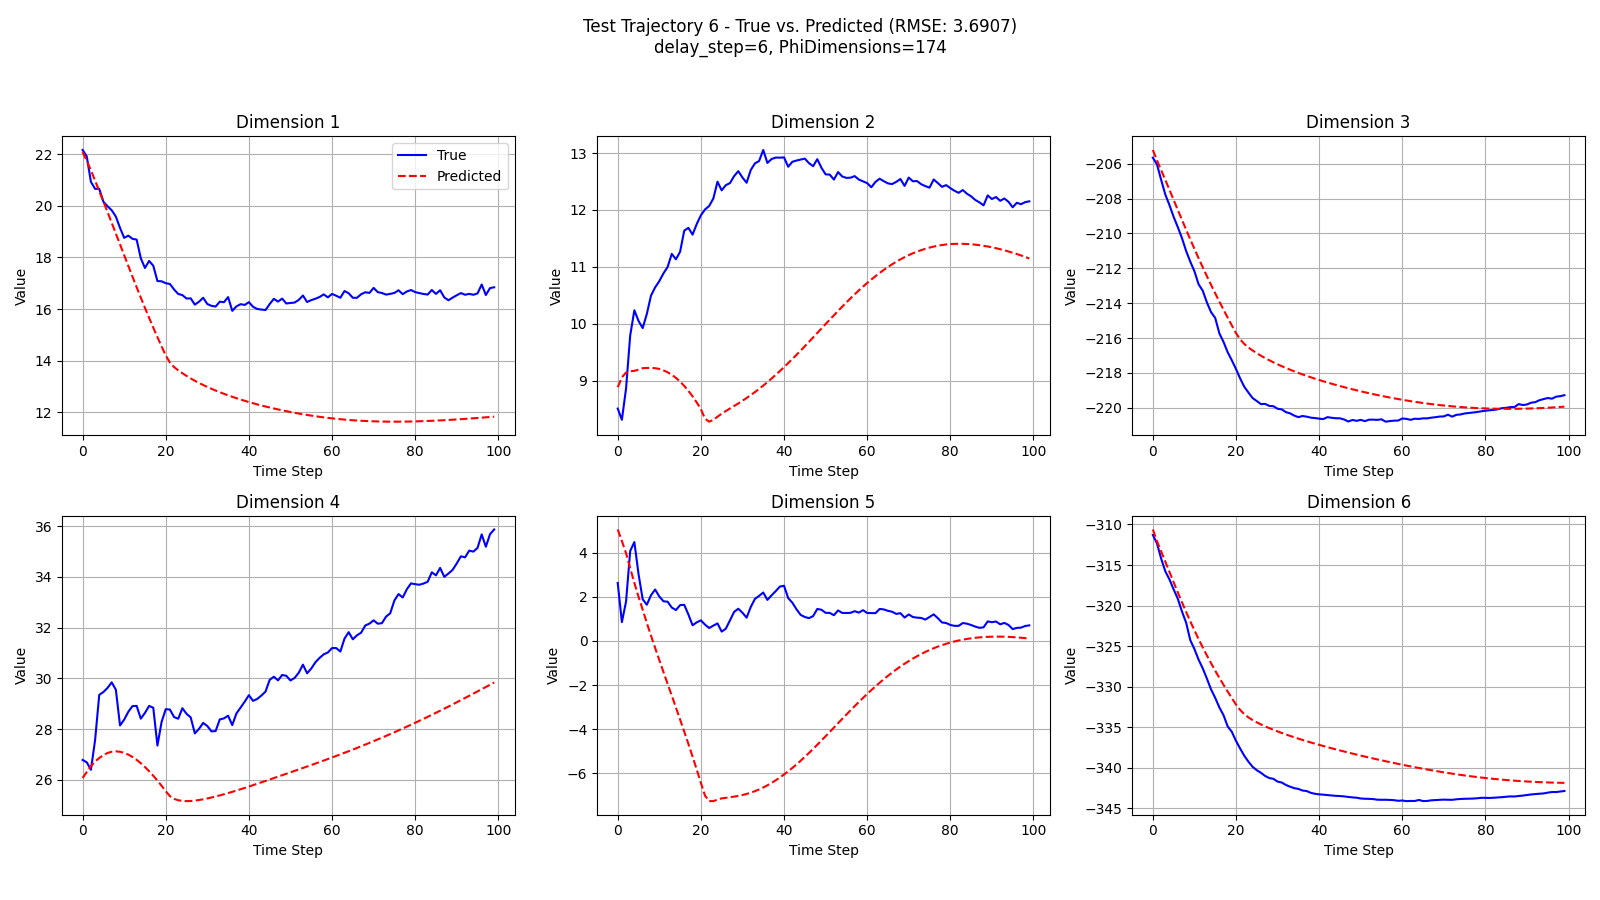 Test Trajectory 6 - True vs. Predicted (RMSE: 3.6907)
delay_step=6, PhiDimensions=174
Dimension 1
Value
22
20
18
16
14
12
0 20 40 60 80 100
Time Step
True
Predicted
Dimension 2
Value
13
12
11
10
9
0 20 40 60 80 100
Time Step
Dimension 3
Value
−206
−208
−210
−212
−214
−216
−218
−220
0 20 40 60 80 100
Time Step
Dimension 4
Value
36
34
32
30
28
26
0 20 40 60 80 100
Time Step
Dimension 5
Value
4
2
0
−2
−4
−6
0 20 40 60 80 100
Time Step
Dimension 6
Value
−310
−315
−320
−325
−330
−335
−340
−345
0 20 40 60 80 100
Time Step